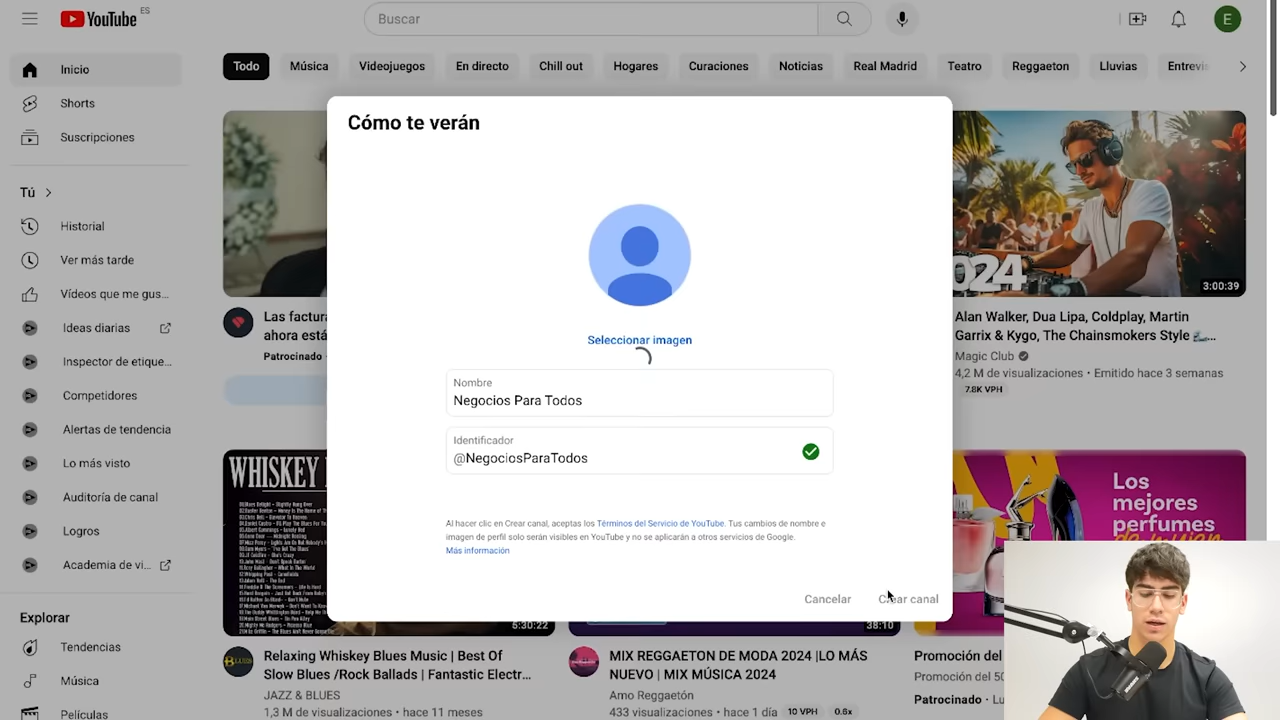 YouTube ES
Buscar
E
Inicio
Shorts
Suscripciones
Tú
Historial
Ver más tarde
Vídeos que me gus...
Ideas diarias
Inspector de etique...
Competidores
Alertas de tendencia
Lo más visto
Auditoría de canal
Logros
Academia de vi...
Explorar
Tendencias
Música
Películas
Todo
Música
Videojuegos
En directo
Chill out
Hogares
Curaciones
Noticias
Real Madrid
Teatro
Reggaeton
Lluvias
Entrevis
Cómo te verán
Seleccionar imagen
Nombre
Negocios Para Todos
Identificador
@NegociosParaTodos
Al hacer clic en Crear canal, aceptas los Términos del Servicio de YouTube. Tus cambios de nombre e
imagen de perfil solo serán visibles en YouTube y no se aplicarán a otros servicios de Google.
Más información
Cancelar
Crear canal
Las factura
ahora está
Patrocinado
024
3:00:39
Alan Walker, Dua Lipa, Coldplay, Martin
Garrix & Kygo, The Chainsmokers Style
...
Magic Club
4,2 M de visualizaciones • Emitido hace 3 semanas
7.8K VPH
WHISKEY
5:30:22
Relaxing Whiskey Blues Music | Best Of
Slow Blues /Rock Ballads | Fantastic Electr...
JAZZ & BLUES
1,3 M de visualizaciones • hace 11 meses
38:10
MIX REGGAETON DE MODA 2024 |LO MÁS
NUEVO | MIX MÚSICA 2024
Amo Reggaetón
433 visualizaciones • hace 1 día
10 VPH
0.6x
Los
mejores
perfumes
Promoción del
Promoción del 50
Patrocinado